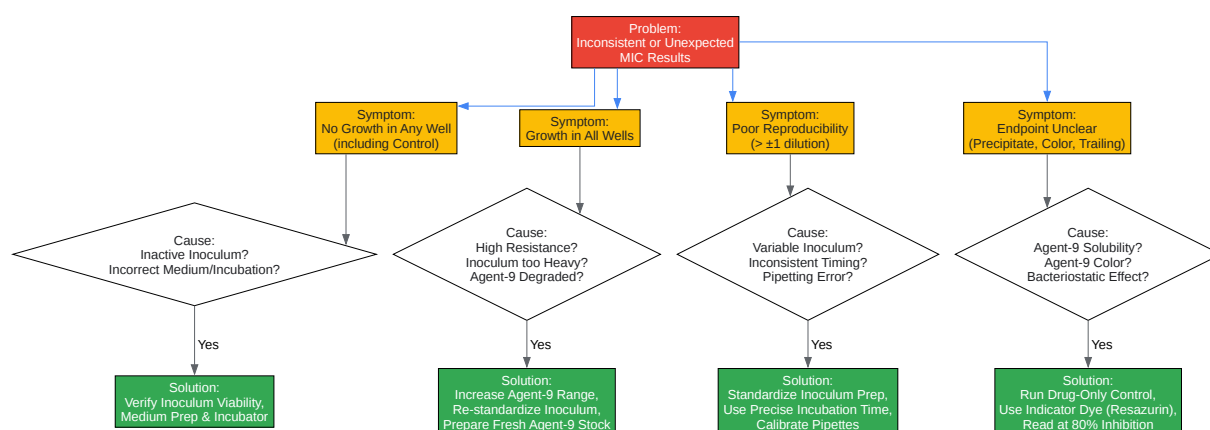 Problem:
Inconsistent or Unexpected
MIC Results
Symptom:
No Growth in Any Well
(including Control)
Symptom:
Growth in All Wells
Symptom:
Poor Reproducibility
(> ±1 dilution)
Symptom:
Endpoint Unclear
(Precipitate, Color, Trailing)
Cause:
Inactive Inoculum?
Incorrect Medium/Incubation?
Cause:
High Resistance?
Inoculum too Heavy?
Agent-9 Degraded?
Cause:
Variable Inoculum?
Inconsistent Timing?
Pipetting Error?
Cause:
Agent-9 Solubility?
Agent-9 Color?
Bacteriostatic Effect?
Yes
Yes
Yes
Yes
Solution:
Verify Inoculum Viability,
Medium Prep & Incubator
Solution:
Increase Agent-9 Range,
Re-standardize Inoculum,
Prepare Fresh Agent-9 Stock
Solution:
Standardize Inoculum Prep,
Use Precise Incubation Time,
Calibrate Pipettes
Solution:
Run Drug-Only Control,
Use Indicator Dye (Resazurin),
Read at 80% Inhibition